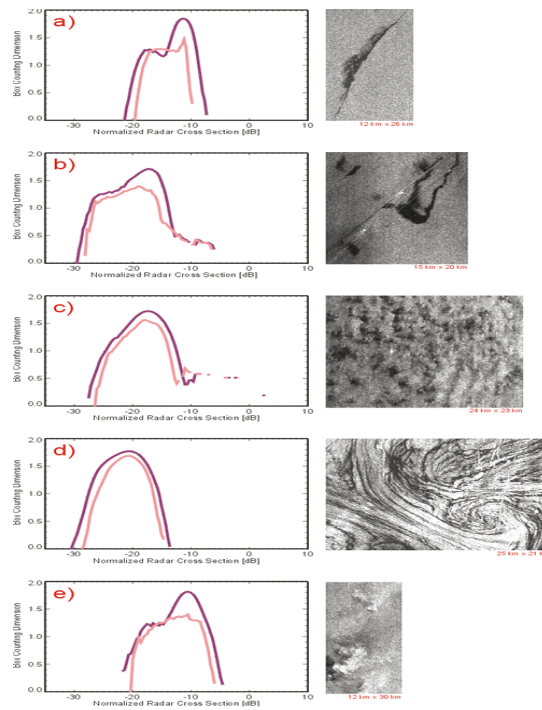 a)
2.0
1.5
1.0
0.5
0.0
Box Counting Dimension
-30 -20 -10 0 10
Normalized Radar Cross Section [dB]
12 km x 26 km
b)
2.0
1.5
1.0
0.5
0.0
Box Counting Dimension
-30 -20 -10 0 10
Normalized Radar Cross Section [dB]
15 km x 20 km
c)
2.0
1.5
1.0
0.5
0.0
Box Counting Dimension
-30 -20 -10 0 10
Normalized Radar Cross Section [dB]
24 km x 23 km
d)
2.0
1.5
1.0
0.5
0.0
Box Counting Dimension
-30 -20 -10 0 10
Normalized Radar Cross Section [dB]
25 km x 21 k
e)
2.0
1.5
1.0
0.5
0.0
Box Counting Dimension
-30 -20 -10 0 10
Normalized Radar Cross Section [dB]
12 km x 30 km